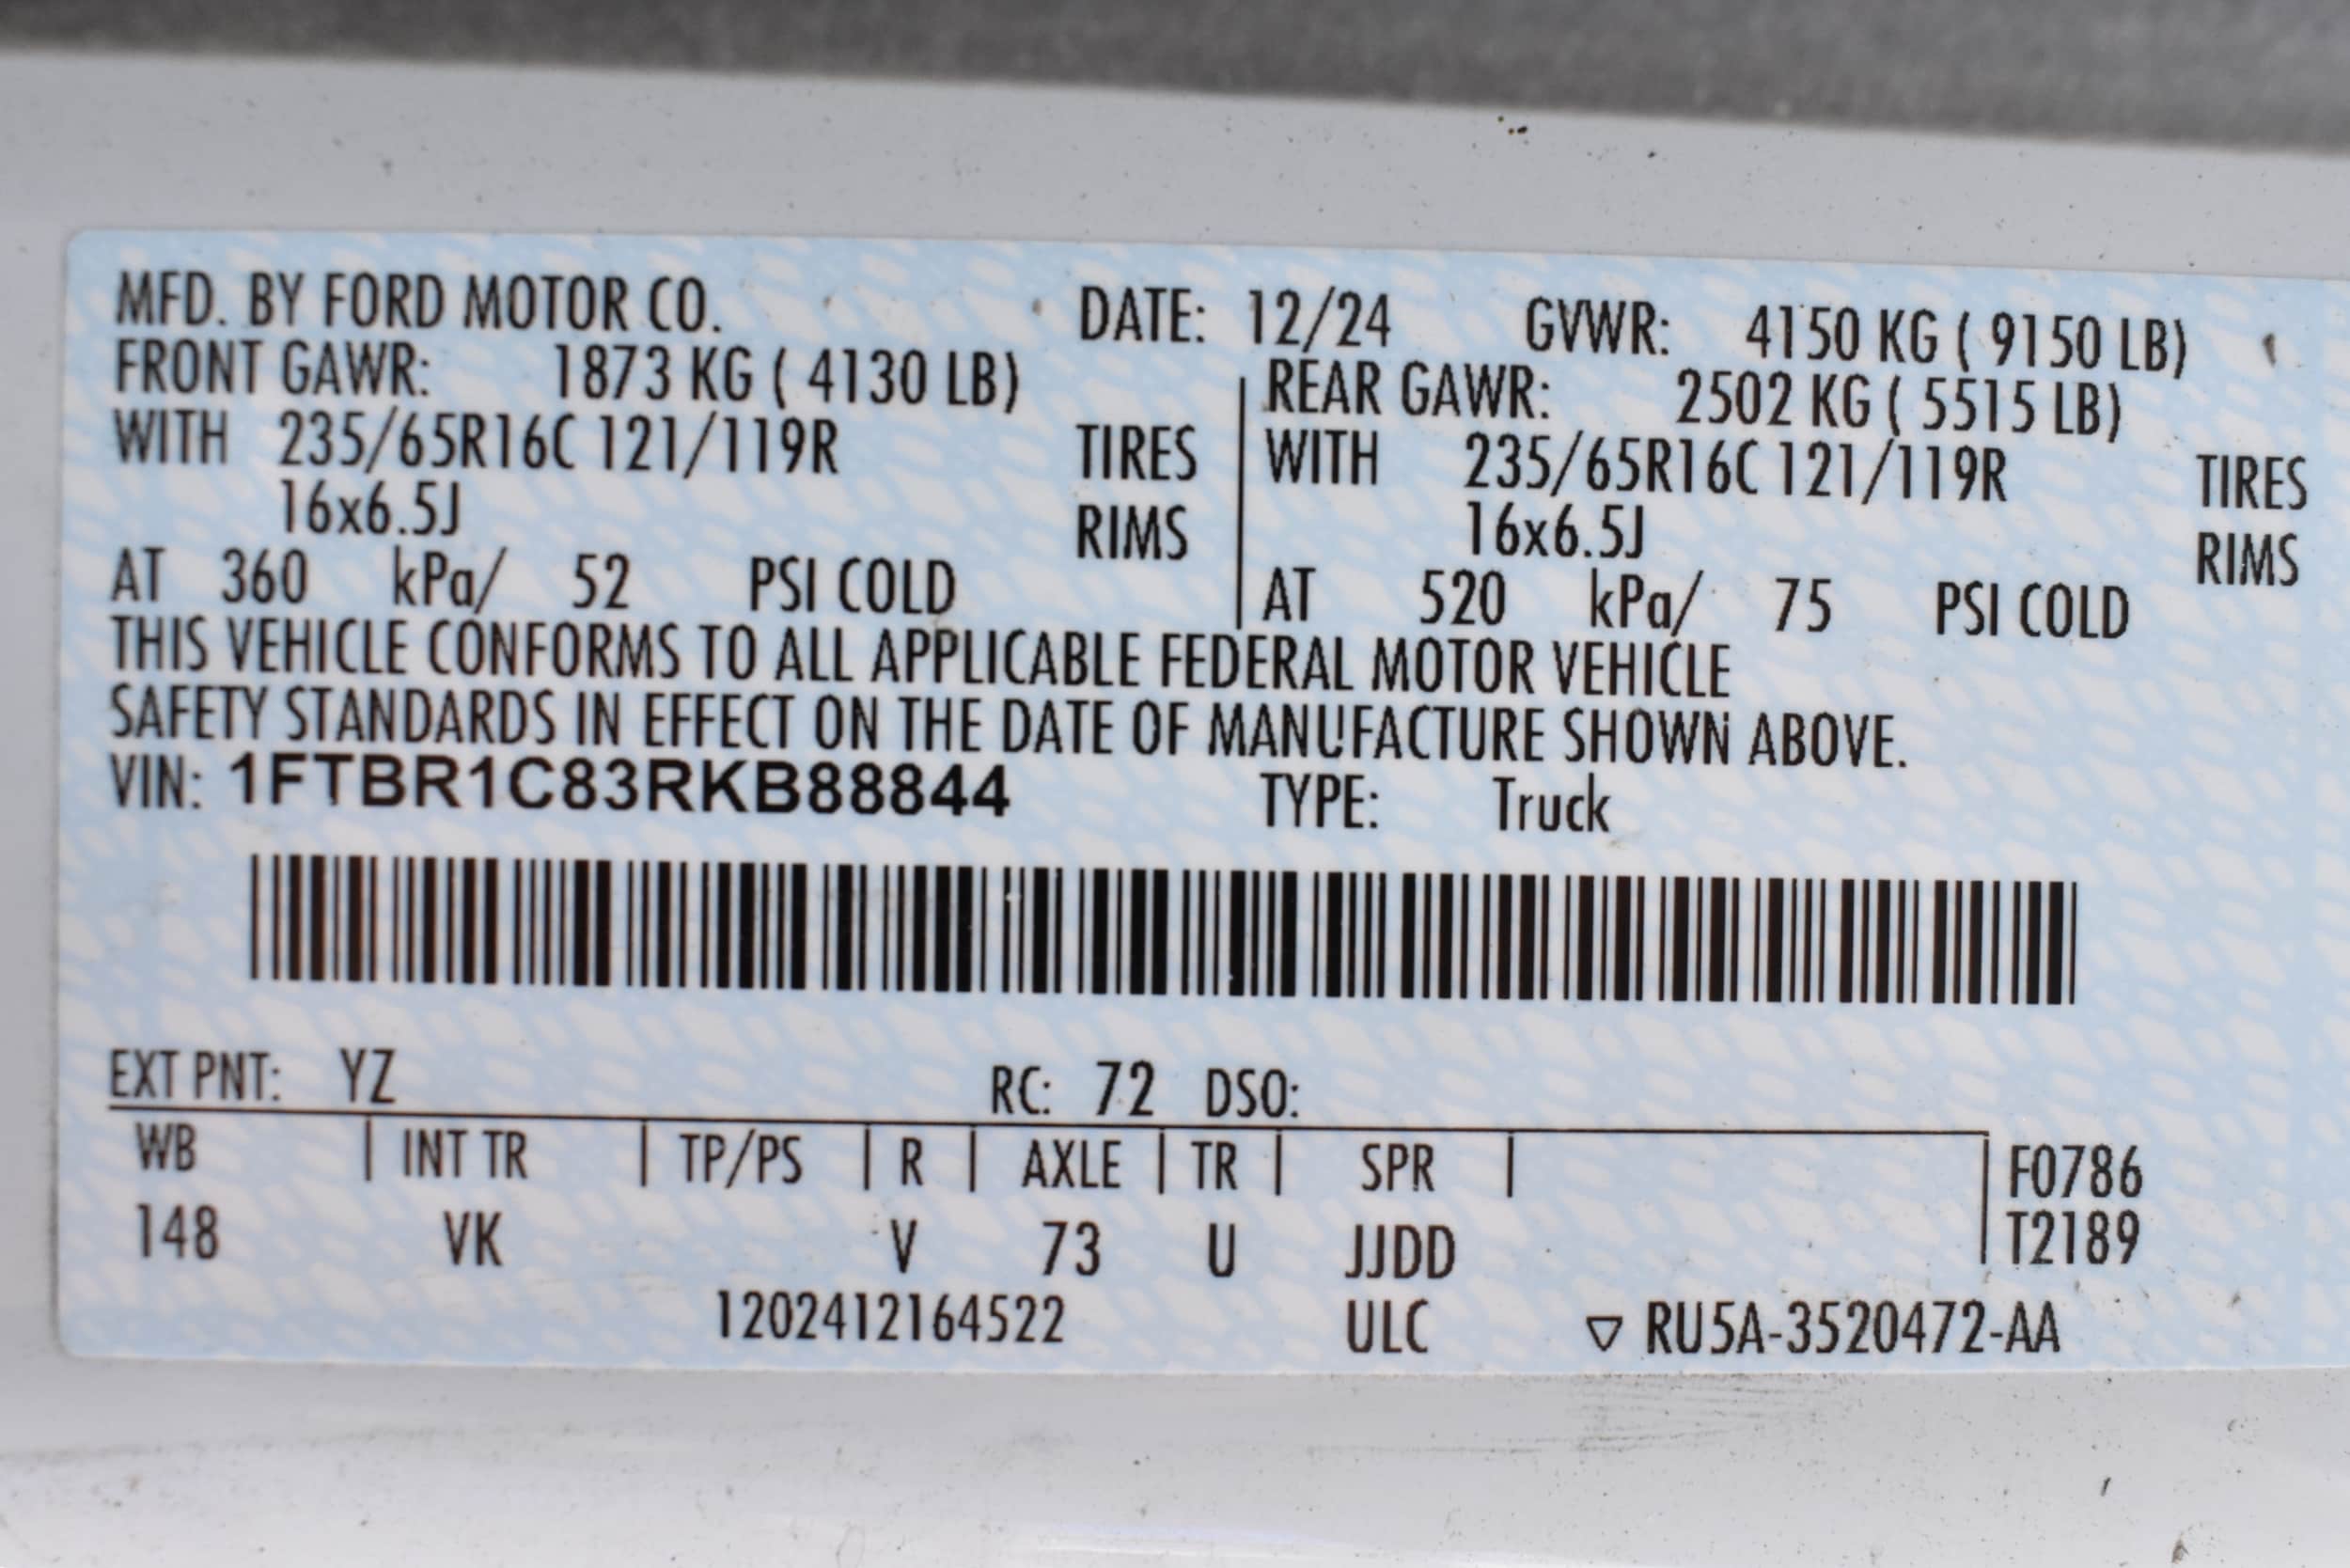 MFD. BY FORD MOTOR CO. DATE: 12/24 GVWR: 4150 KG ( 9150 LB)
FRONT GAWR: 1873 KG ( 4130 LB) REAR GAWR: 2502 KG ( 5515 LB)
WITH 235/65R16C 121/119R TIRES WITH 235/65R16C 121/119R TIRES
16x6.5J RIMS 16x6.5J RIMS
AT 360 kPa/ 52 PSI COLD AT 520 kPa/ 75 PSI COLD
THIS VEHICLE CONFORMS TO ALL APPLICABLE FEDERAL MOTOR VEHICLE
SAFETY STANDARDS IN EFFECT ON THE DATE OF MANUFACTURE SHOWN ABOVE.
VIN: 1FTBR1C83RKB88844 TYPE: Truck
EXT PNT: YZ RC: 72 DSO:
WB | INT TR | TP/PS | R | AXLE | TR | SPR | F0786
148 VK V 73 U JJDD T2189
1202412164522 ULC ▽ RU5A-3520472-AA